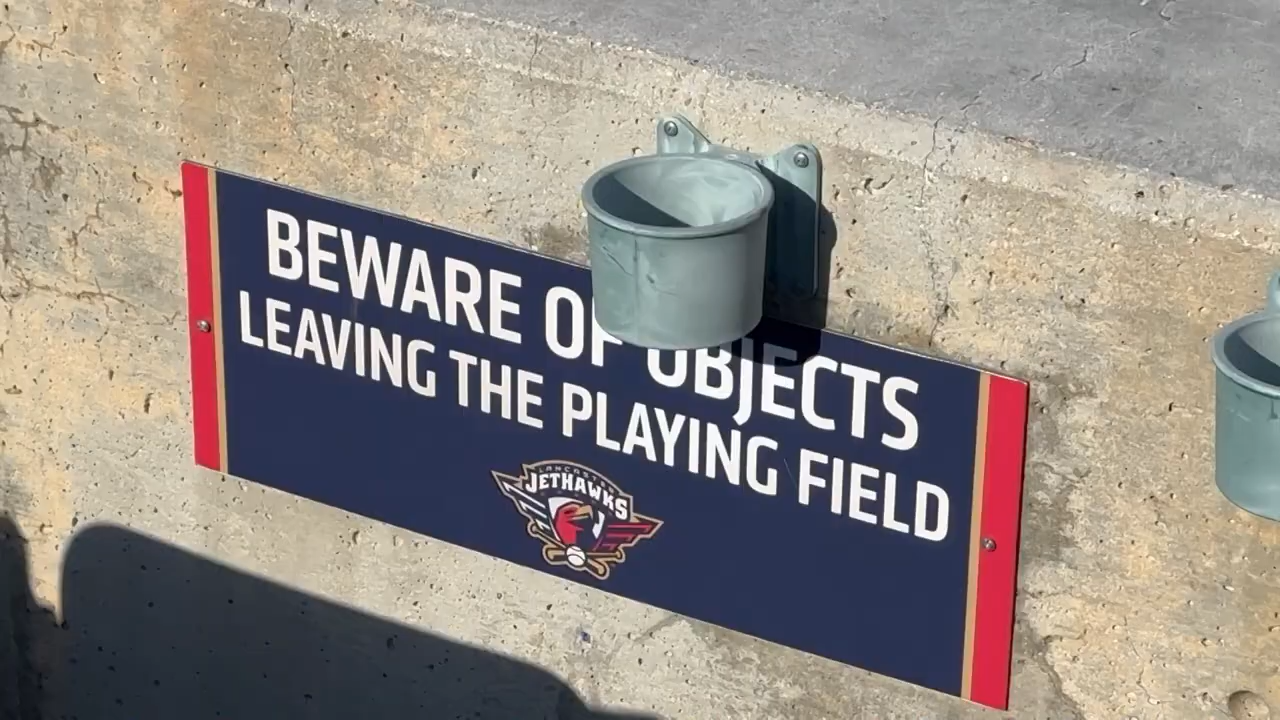 BEWARE OF OBJECTS
LEAVING THE PLAYING FIELD
LANCASTER
JETHAWKS